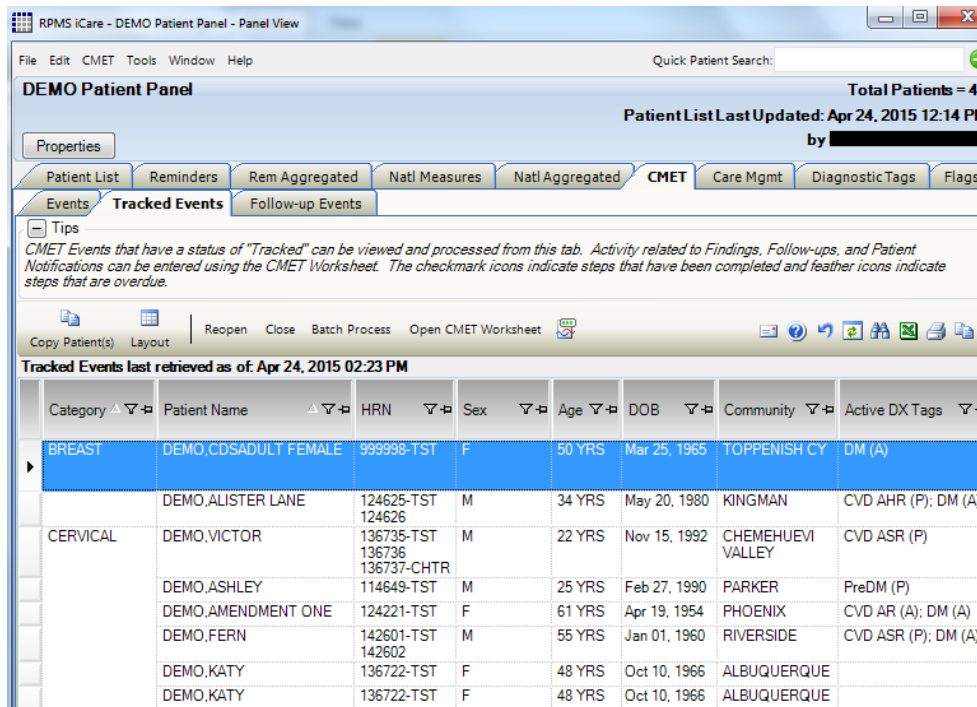 RPMS iCare - DEMO Patient Panel - Panel View
File Edit CMET Tools Window Help Quick Patient Search:
DEMO Patient Panel Total Patients = 4
Patient List Last Updated: Apr 24, 2015 12:14 PM
by
Properties
Patient List Reminders Rem Aggregated Natl Measures Natl Aggregated CMET Care Mgmt Diagnostic Tags Flags
Events Tracked Events Follow-up Events
Tips
CMET Events that have a status of "Tracked" can be viewed and processed from this tab. Activity related to Findings, Follow-ups, and Patient
Notifications can be entered using the CMET Worksheet. The checkmark icons indicate steps that have been completed and feather icons indicate
steps that are overdue.
Copy Patient(s) Layout Reopen Close Batch Process Open CMET Worksheet
Tracked Events last retrieved as of: Apr 24, 2015 02:23 PM
Category Patient Name HRN Sex Age DOB Community Active DX Tags
BREAST DEMO,CDSADULT FEMALE 999998-TST F 50 YRS Mar 25, 1965 TOPPENISH CY DM (A)
DEMO,ALISTER LANE 124625-TST M 34 YRS May 20, 1980 KINGMAN CVD AHR (P); DM (A)
124626
CERVICAL DEMO,VICTOR 136735-TST M 22 YRS Nov 15, 1992 CHEMEHUEVI CVD ASR (P)
136736 VALLEY
136737-CHTR
DEMO,ASHLEY 114649-TST M 25 YRS Feb 27, 1990 PARKER PreDM (P)
DEMO,AMENDMENT ONE 124221-TST F 61 YRS Apr 19, 1954 PHOENIX CVD AR (A); DM (A)
DEMO,FERN 142601-TST M 55 YRS Jan 01, 1960 RIVERSIDE CVD ASR (P); DM (A)
142602
DEMO,KATY 136722-TST F 48 YRS Oct 10, 1966 ALBUQUERQUE
DEMO,KATY 136722-TST F 48 YRS Oct 10, 1966 ALBUQUERQUE